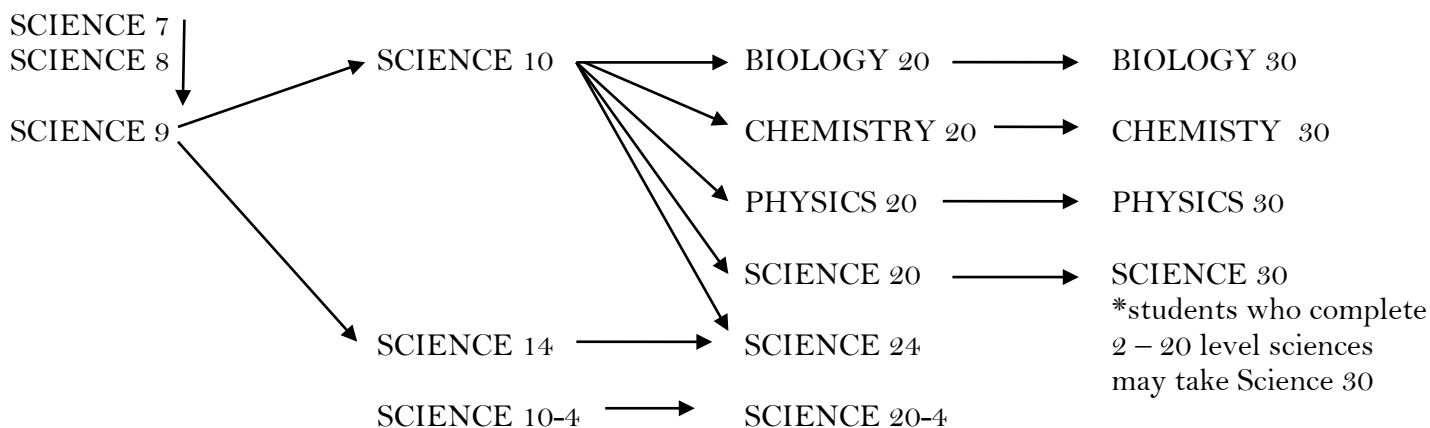 SCIENCE 7
SCIENCE 8
SCIENCE 10
BIOLOGY 20
BIOLOGY 30
SCIENCE 9
CHEMISTRY 20
CHEMISTY 30
PHYSICS 20
PHYSICS 30
SCIENCE 20
SCIENCE 30
*students who complete
2 – 20 level sciences
may take Science 30
SCIENCE 14
SCIENCE 24
SCIENCE 10-4
SCIENCE 20-4